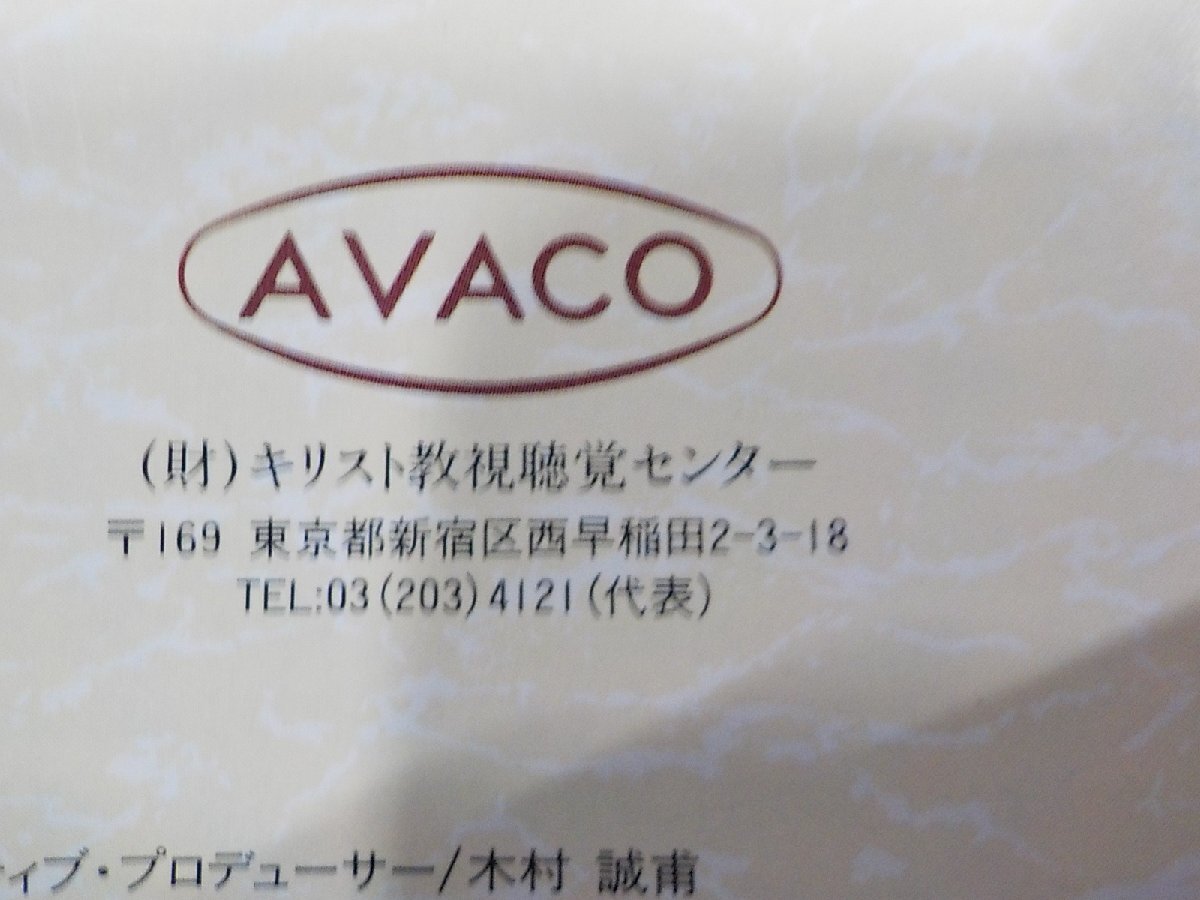 AVACO
(財)キリスト教視聴覚センター
〒169 東京都新宿区西早稲田2-3-18
TEL:03(203)4121(代表)
ティブ・プロデューサー/木村 誠甫